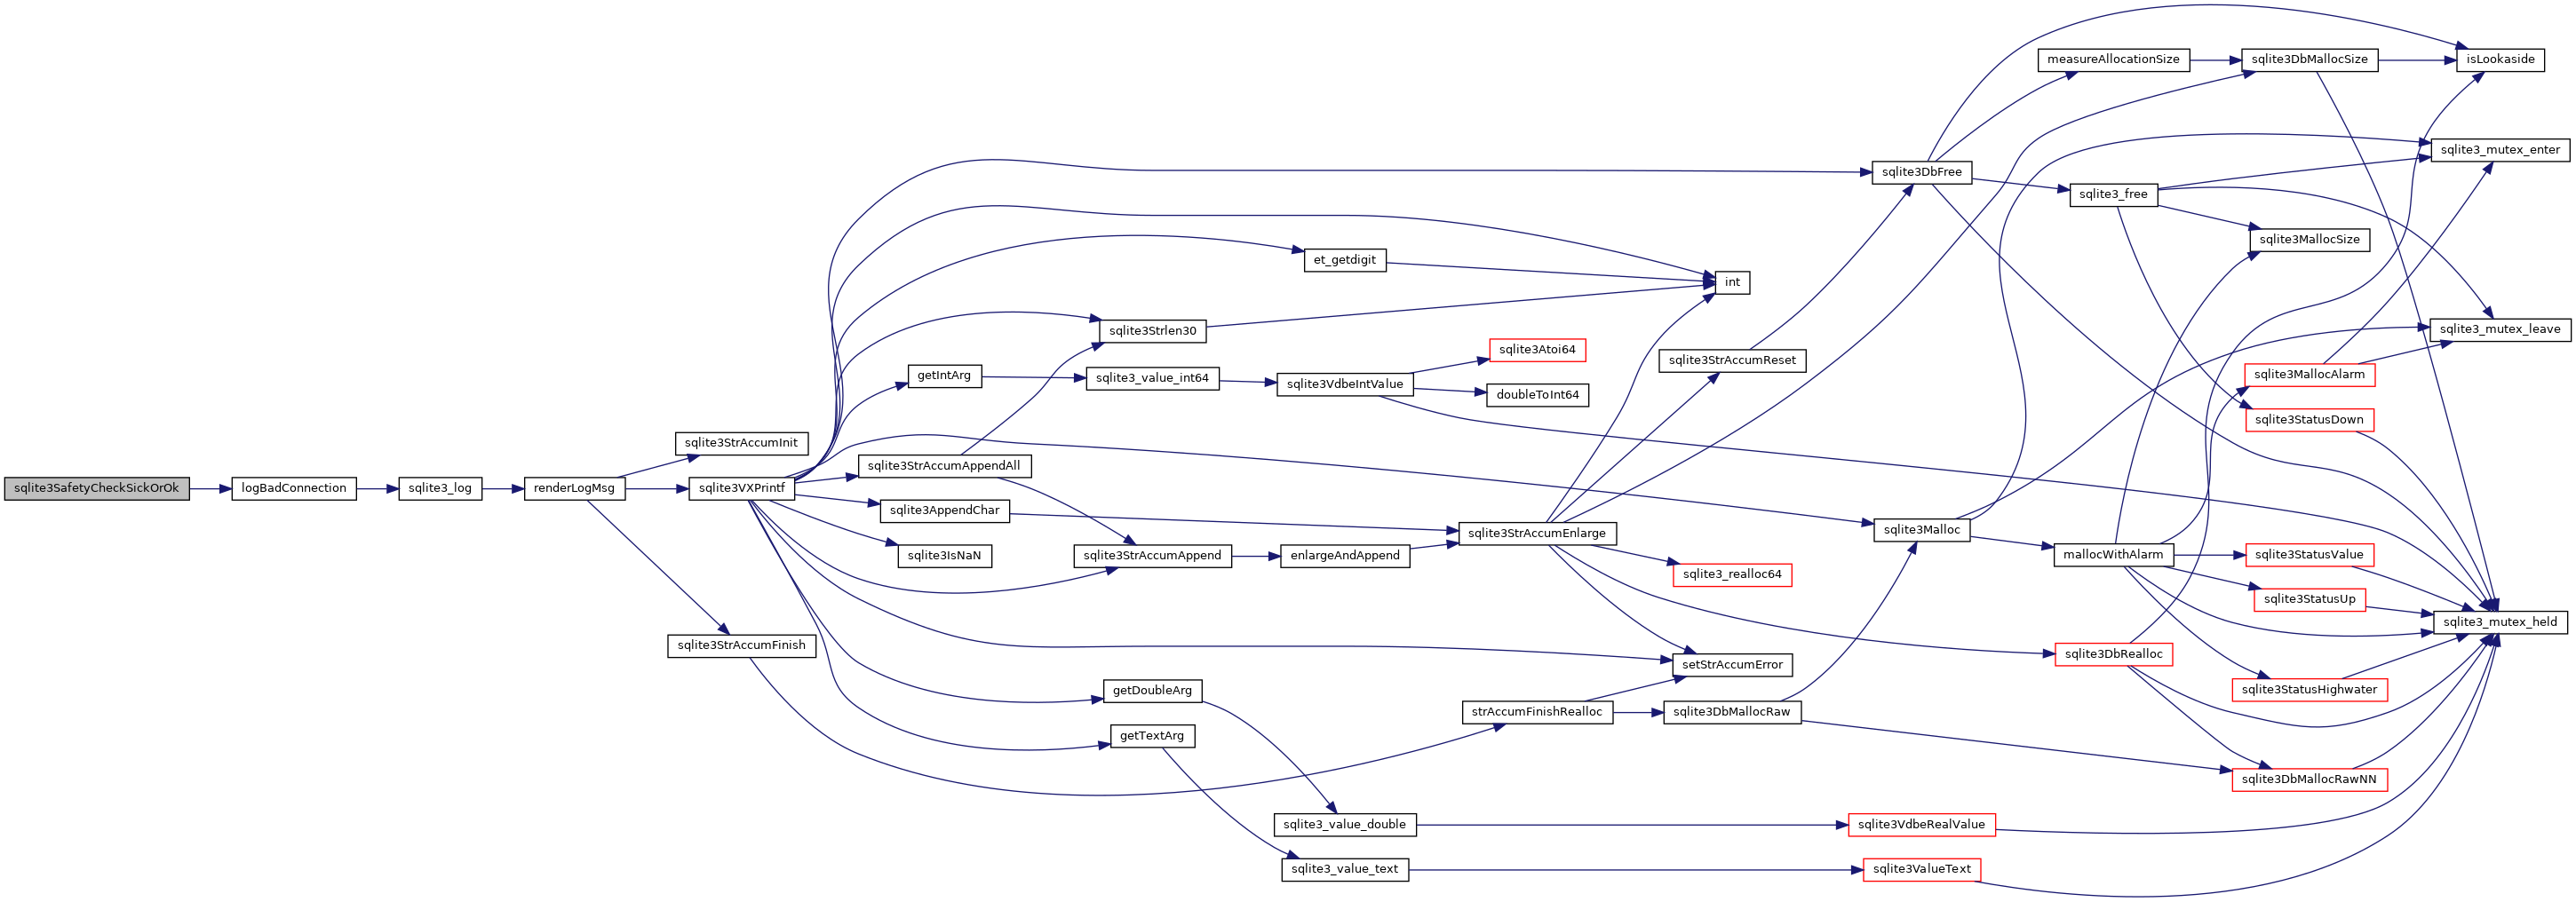 sqlite3SafetyCheckSickOrOk
logBadConnection
sqlite3_log
renderLogMsg
sqlite3StrAccumInit
sqlite3VXPrintf
sqlite3StrAccumFinish
getIntArg
sqlite3StrAccumAppendAll
sqlite3AppendChar
sqlite3IsNaN
sqlite3Strlen30
sqlite3_value_int64
sqlite3StrAccumAppend
getDoubleArg
getTextArg
et_getdigit
sqlite3VdbeIntValue
enlargeAndAppend
sqlite3_value_double
sqlite3_value_text
sqlite3Atoi64
doubleToInt64
sqlite3StrAccumEnlarge
strAccumFinishRealloc
int
sqlite3StrAccumReset
sqlite3_realloc64
setStrAccumError
sqlite3DbMallocRaw
sqlite3DbFree
sqlite3Malloc
sqlite3VdbeRealValue
sqlite3ValueText
measureAllocationSize
sqlite3_free
mallocWithAlarm
sqlite3DbRealloc
sqlite3DbMallocSize
sqlite3MallocSize
sqlite3MallocAlarm
sqlite3StatusDown
sqlite3StatusValue
sqlite3StatusUp
sqlite3StatusHighwater
sqlite3DbMallocRawNN
isLookaside
sqlite3_mutex_enter
sqlite3_mutex_leave
sqlite3_mutex_held